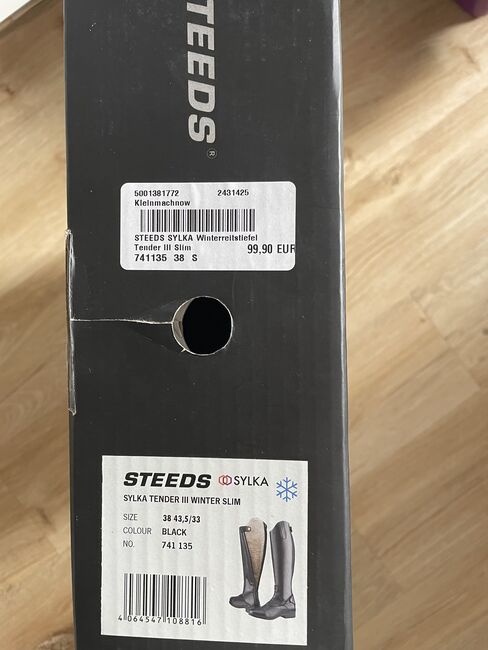 STEEDS®
5001381772 2431425
Kleinmachnow
STEEDS SYLKA Winterreitstiefel
Tender III Slim 99,90 EUR
741135 38 S
STEEDS SYLKA
SYLKA TENDER III WINTER SLIM
SIZE 38 43,5/33
COLOUR BLACK
NO. 741 135
4 064547 108816